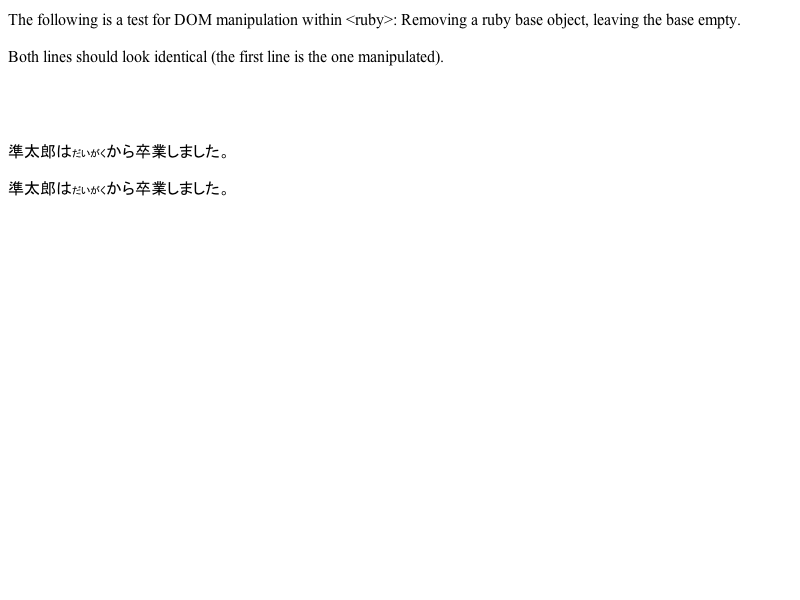 The following is a test for DOM manipulation within <ruby>: Removing a ruby base object, leaving the base empty.
Both lines should look identical (the first line is the one manipulated).
準太郎はだいがくから卒業しました。
準太郎はだいがくから卒業しました。